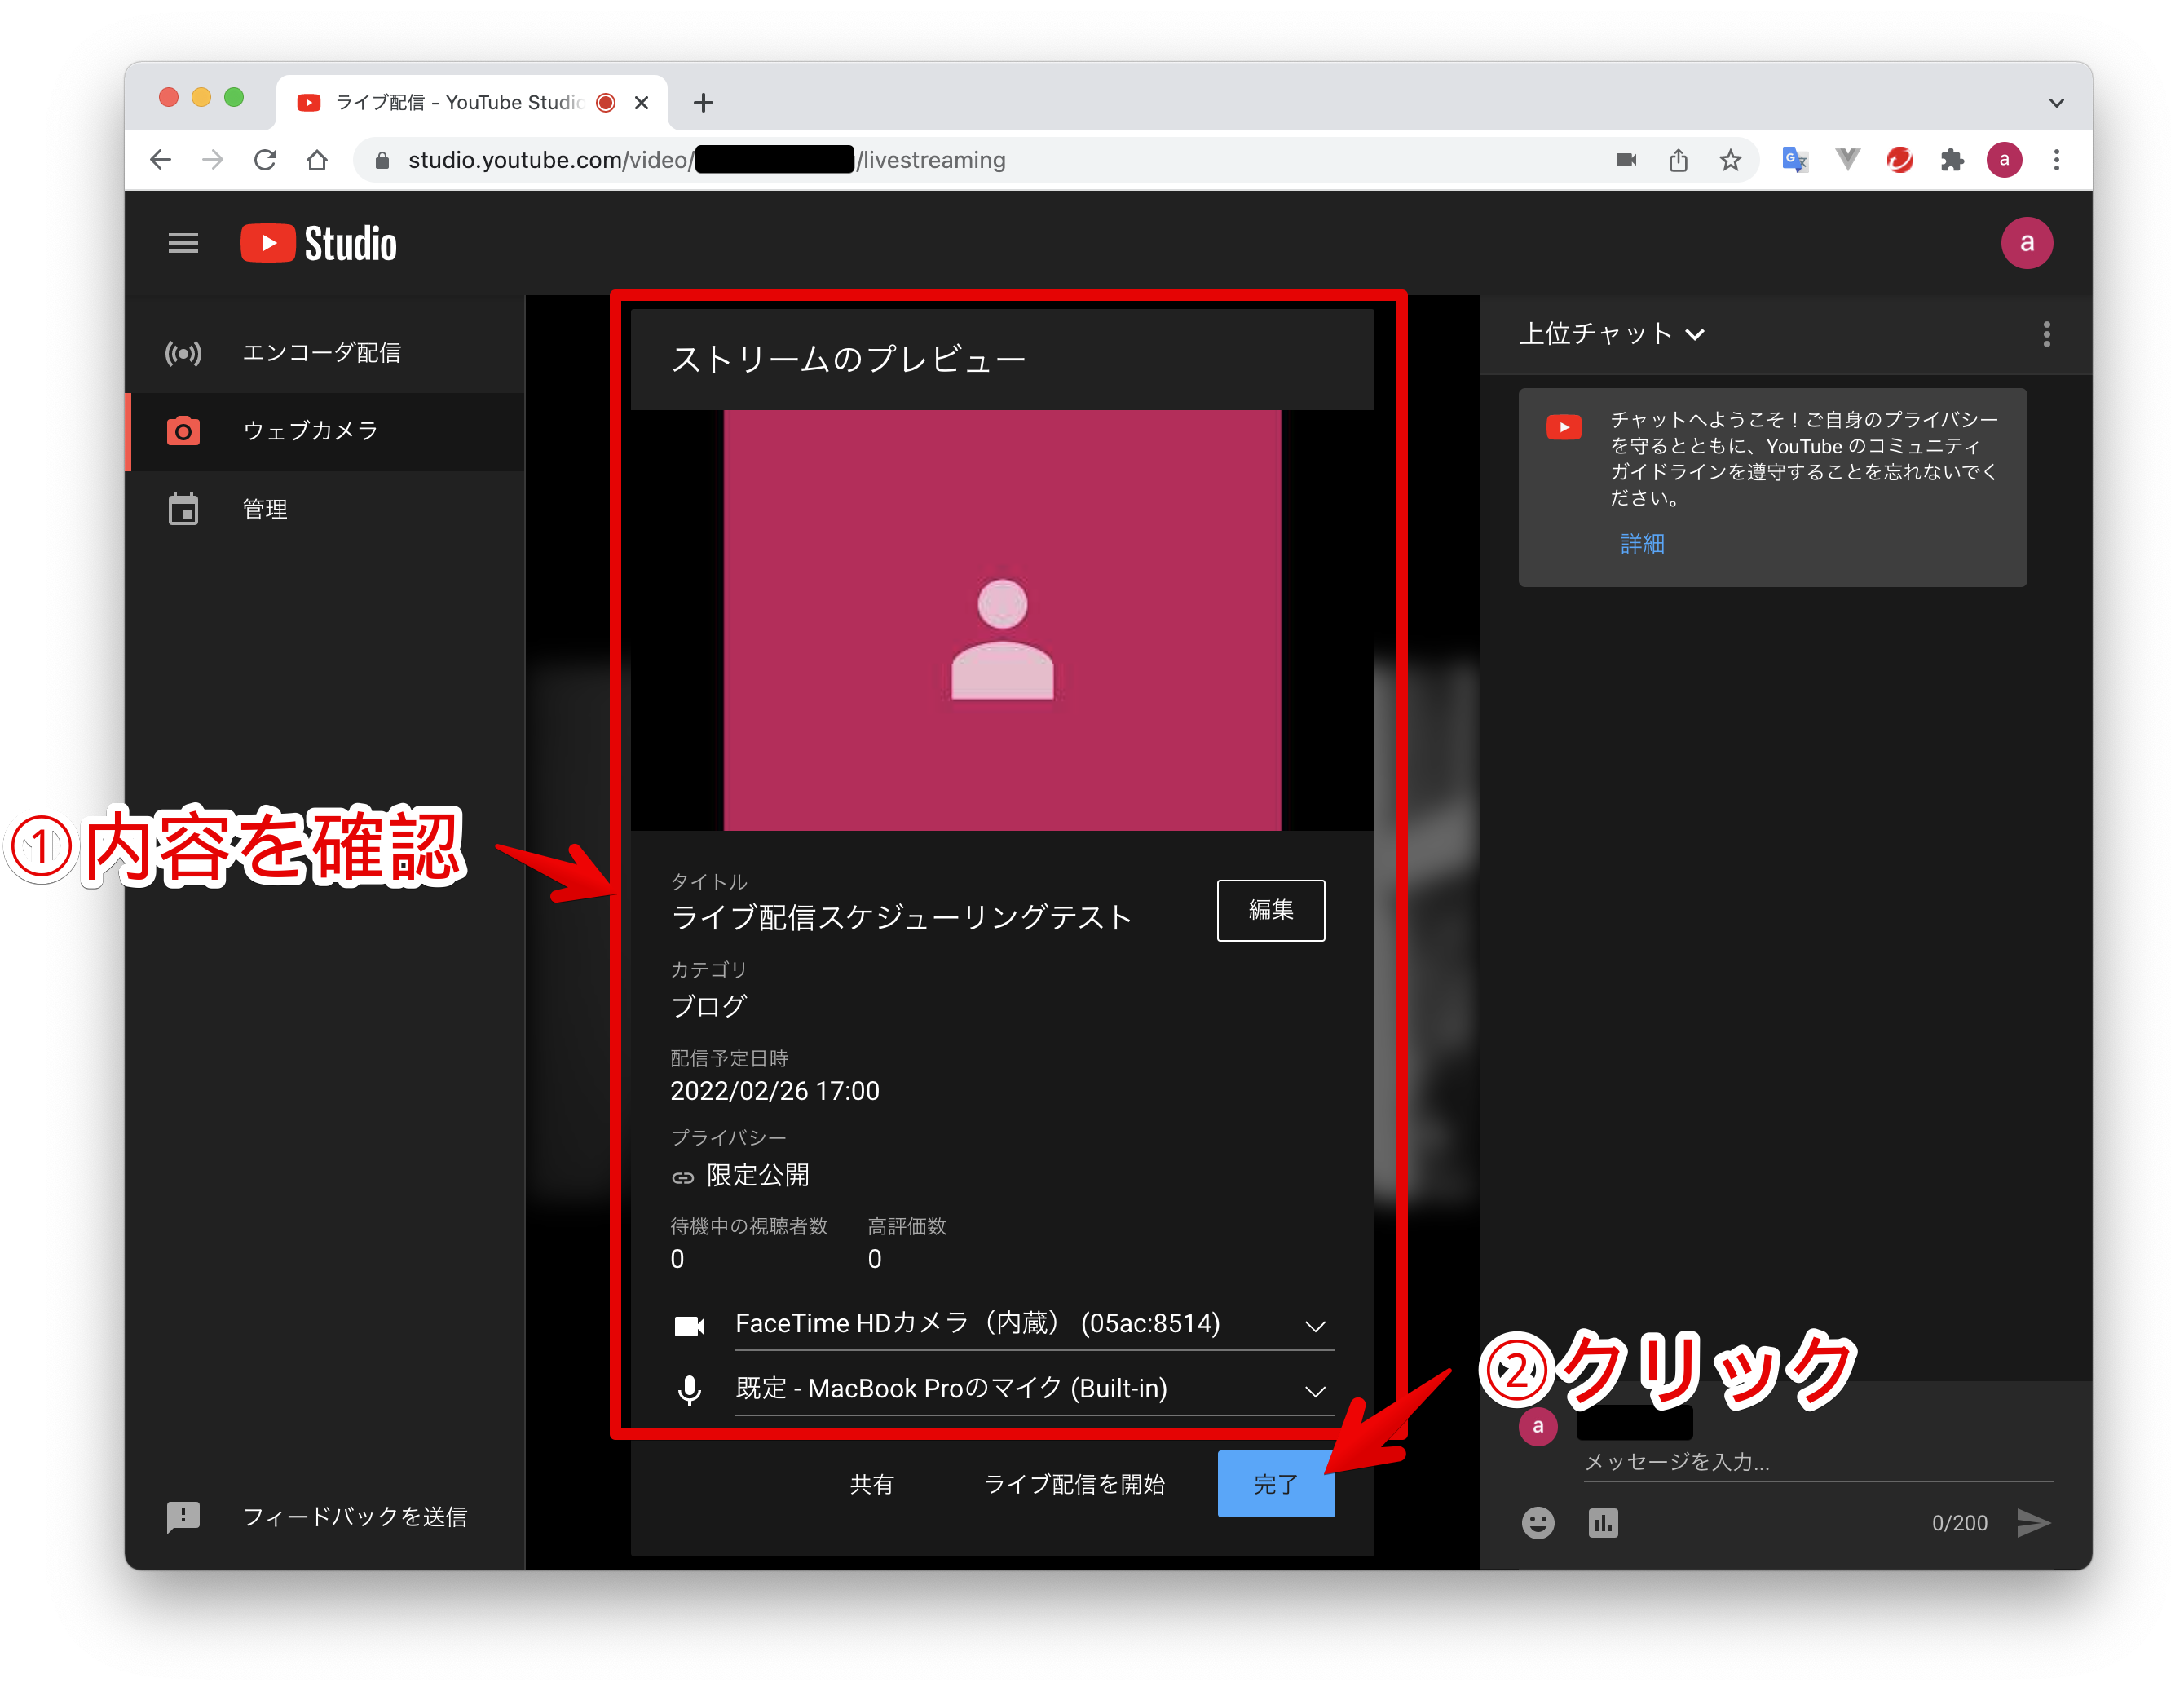 ライブ配信 - YouTube Studio
studio.youtube.com/video/
/livestreaming
a
Studio
a
エンコーダ配信
ウェブカメラ
管理
フィードバックを送信
①内容を確認
ストリームのプレビュー
タイトル
ライブ配信スケジューリングテスト
編集
カテゴリ
ブログ
配信予定日時
2022/02/26 17:00
プライバシー
限定公開
待機中の視聴者数 高評価数
0 0
FaceTime HDカメラ（内蔵） (05ac:8514)
既定 - MacBook Proのマイク (Built-in)
共有 ライブ配信を開始 完了
②クリック
上位チャット
チャットへようこそ！ご自身のプライバシー
を守るとともに、YouTube のコミュニティ
ガイドラインを遵守することを忘れないでく
ださい。
詳細
a
メッセージを入力...
0/200